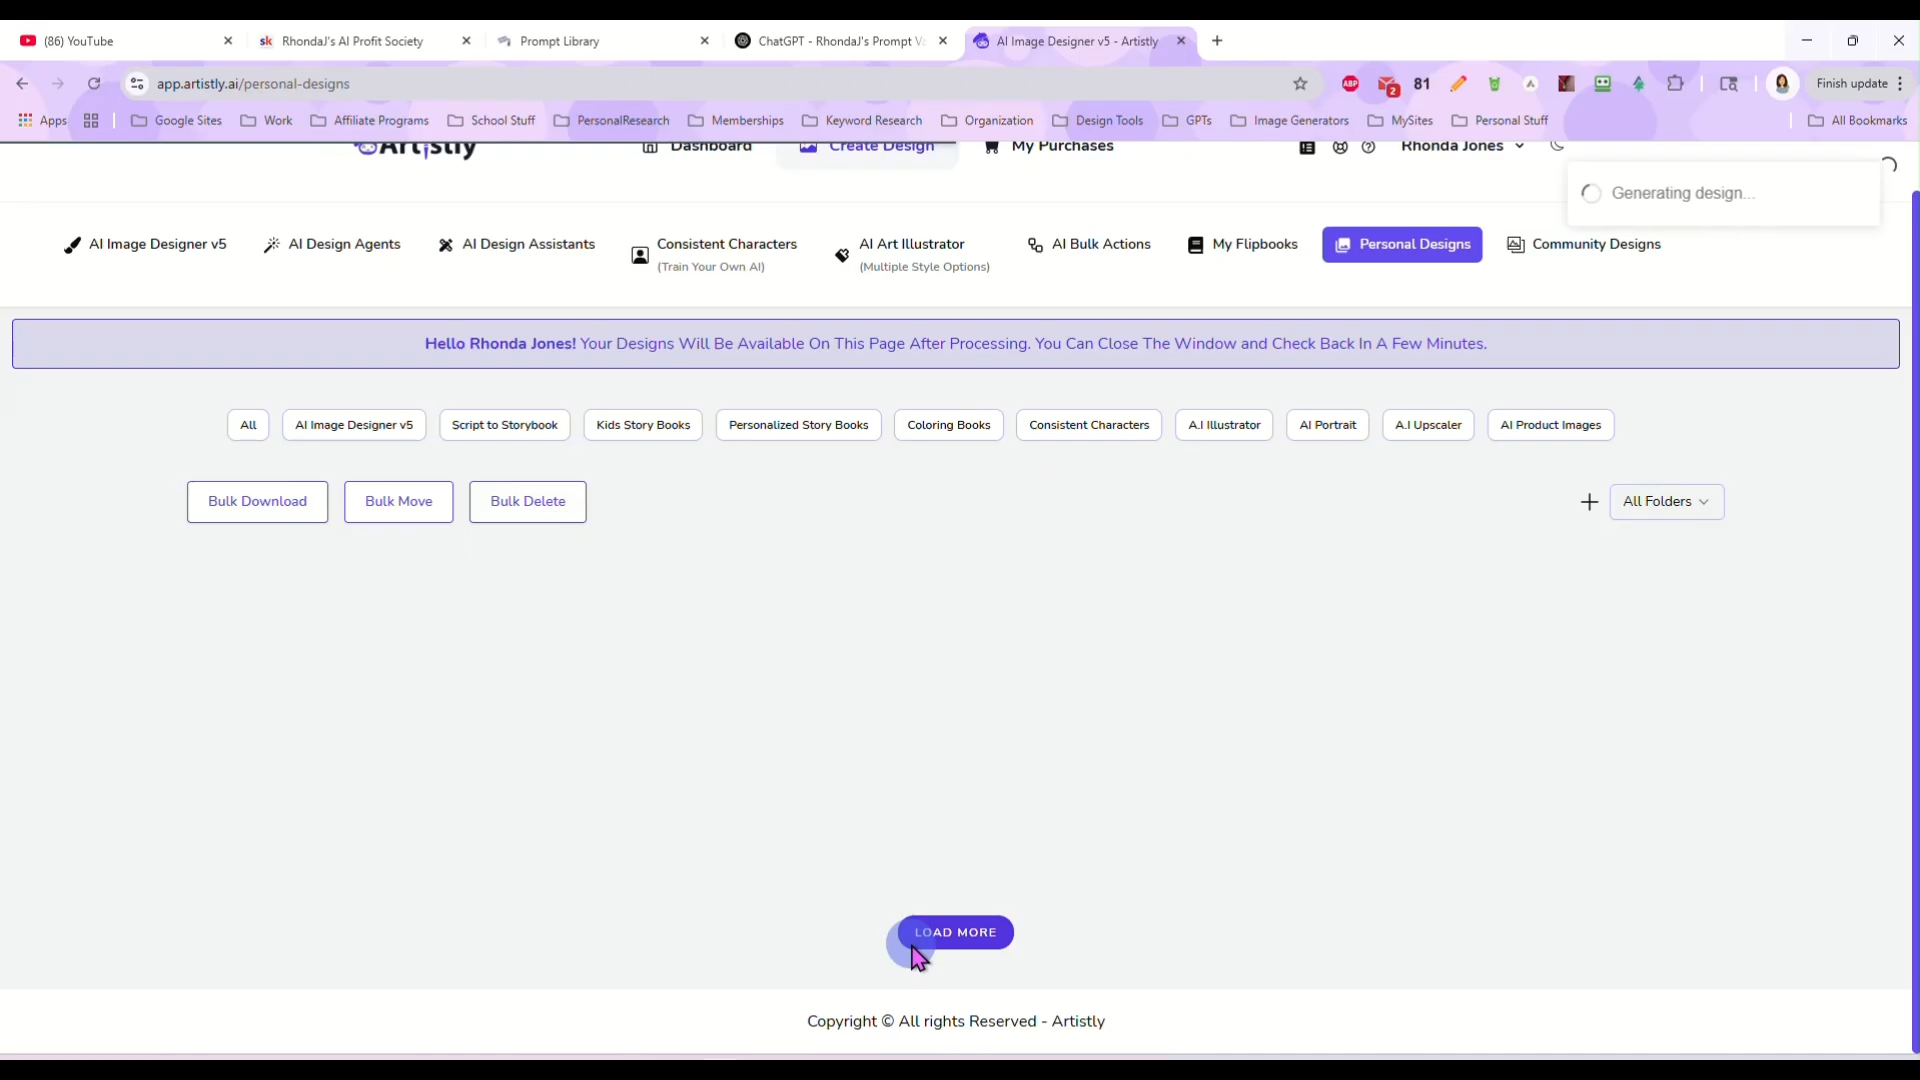 (86) YouTube
RhondaJ's AI Profit Society
Prompt Library
ChatGPT - RhondaJ's Prompt Va
AI Image Designer v5 - Artistly
app.artistly.ai/personal-designs
ABP
2
81
Finish update
Apps
Google Sites
Work
Affiliate Programs
School Stuff
PersonalResearch
Memberships
Keyword Research
Organization
Design Tools
GPTs
Image Generators
MySites
Personal Stuff
All Bookmarks
Artistly
Dashboard
Create Design
My Purchases
Rhonda Jones
Generating design...
AI Image Designer v5
AI Design Agents
AI Design Assistants
Consistent Characters
(Train Your Own AI)
AI Art Illustrator
(Multiple Style Options)
AI Bulk Actions
My Flipbooks
Personal Designs
Community Designs
Hello Rhonda Jones! Your Designs Will Be Available On This Page After Processing. You Can Close The Window and Check Back In A Few Minutes.
All
AI Image Designer v5
Script to Storybook
Kids Story Books
Personalized Story Books
Coloring Books
Consistent Characters
A.I Illustrator
AI Portrait
A.I Upscaler
AI Product Images
Bulk Download
Bulk Move
Bulk Delete
All Folders
LOAD MORE
Copyright © All rights Reserved - Artistly